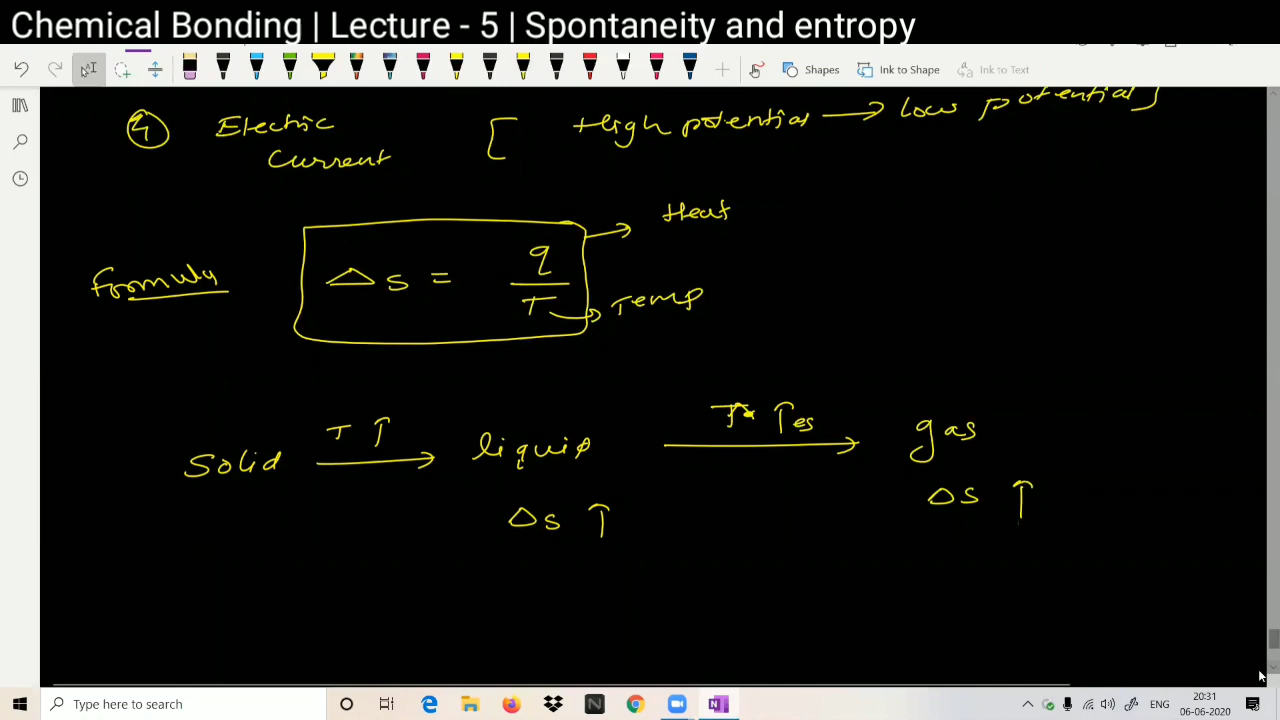 Chemical Bonding | Lecture - 5 | Spontaneity and entropy
Shapes Ink to Shape Ink to Text
④ Electric [ High potential → low potential]
Current
Heat
Formula Δs = q/T
Temp
Solid T↑ → liquid T ↑es → gas
Δs ↑ Δs ↑
Type here to search
ENG 20:31
06-06-2020